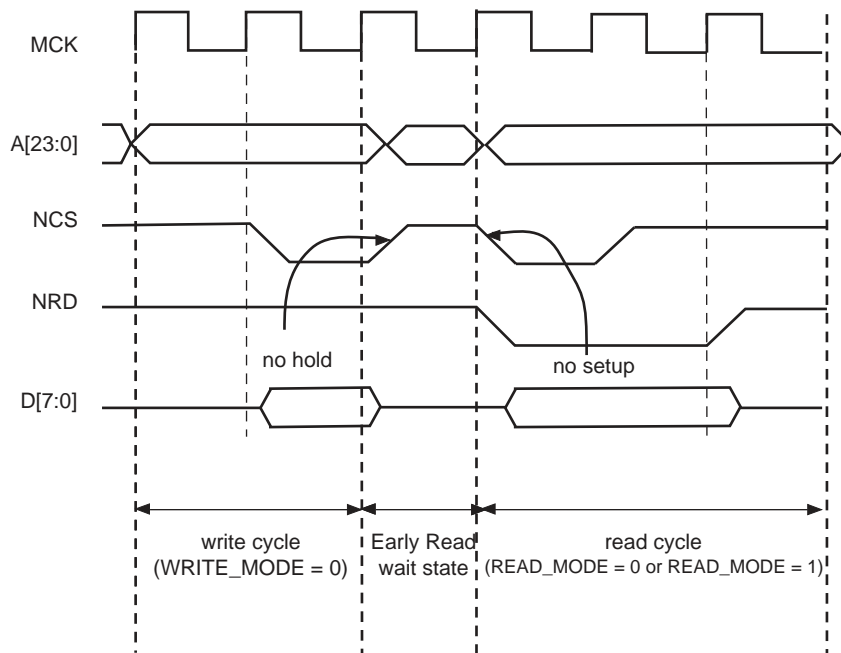 MCK
A[23:0]
NCS
NRD
no hold
no setup
D[7:0]
write cycle
(WRITE_MODE = 0)
Early Read
wait state
read cycle
(READ_MODE = 0 or READ_MODE = 1)